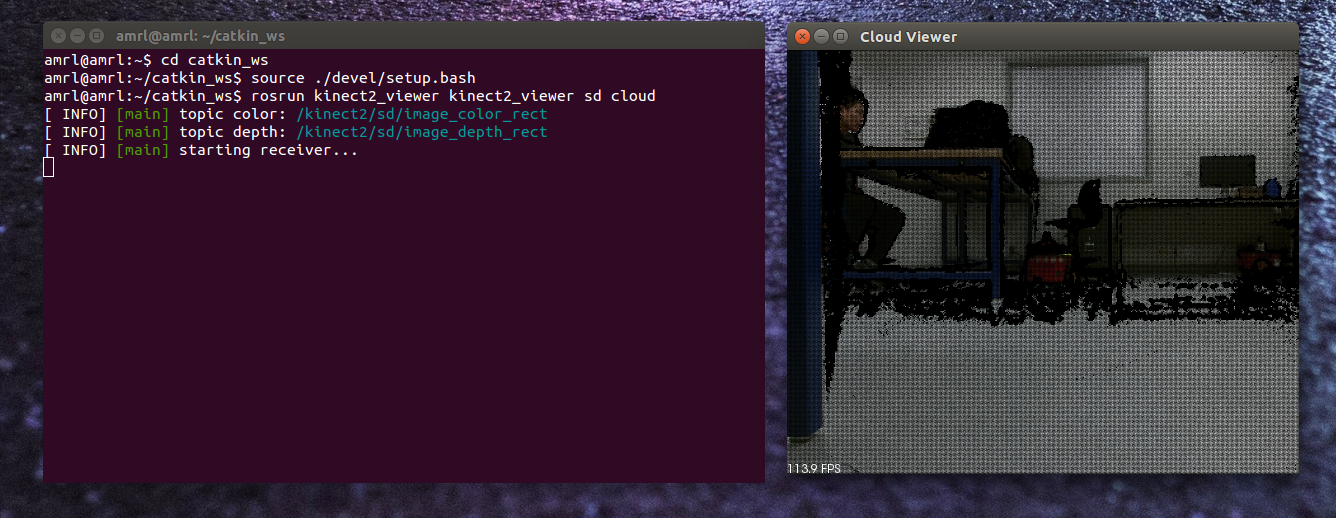 amrl@amrl: ~/catkin_ws
amrl@amrl:~$ cd catkin_ws
amrl@amrl:~/catkin_ws$ source ./devel/setup.bash
amrl@amrl:~/catkin_ws$ rosrun kinect2_viewer kinect2_viewer sd cloud
[ INFO] [main] topic color: /kinect2/sd/image_color_rect
[ INFO] [main] topic depth: /kinect2/sd/image_depth_rect
[ INFO] [main] starting receiver...
Cloud Viewer
113.9 FPS